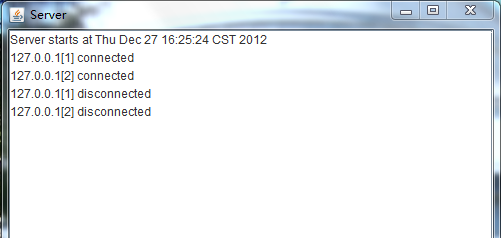 Server
Server starts at Thu Dec 27 16:25:24 CST 2012
127.0.0.1[1] connected
127.0.0.1[2] connected
127.0.0.1[1] disconnected
127.0.0.1[2] disconnected